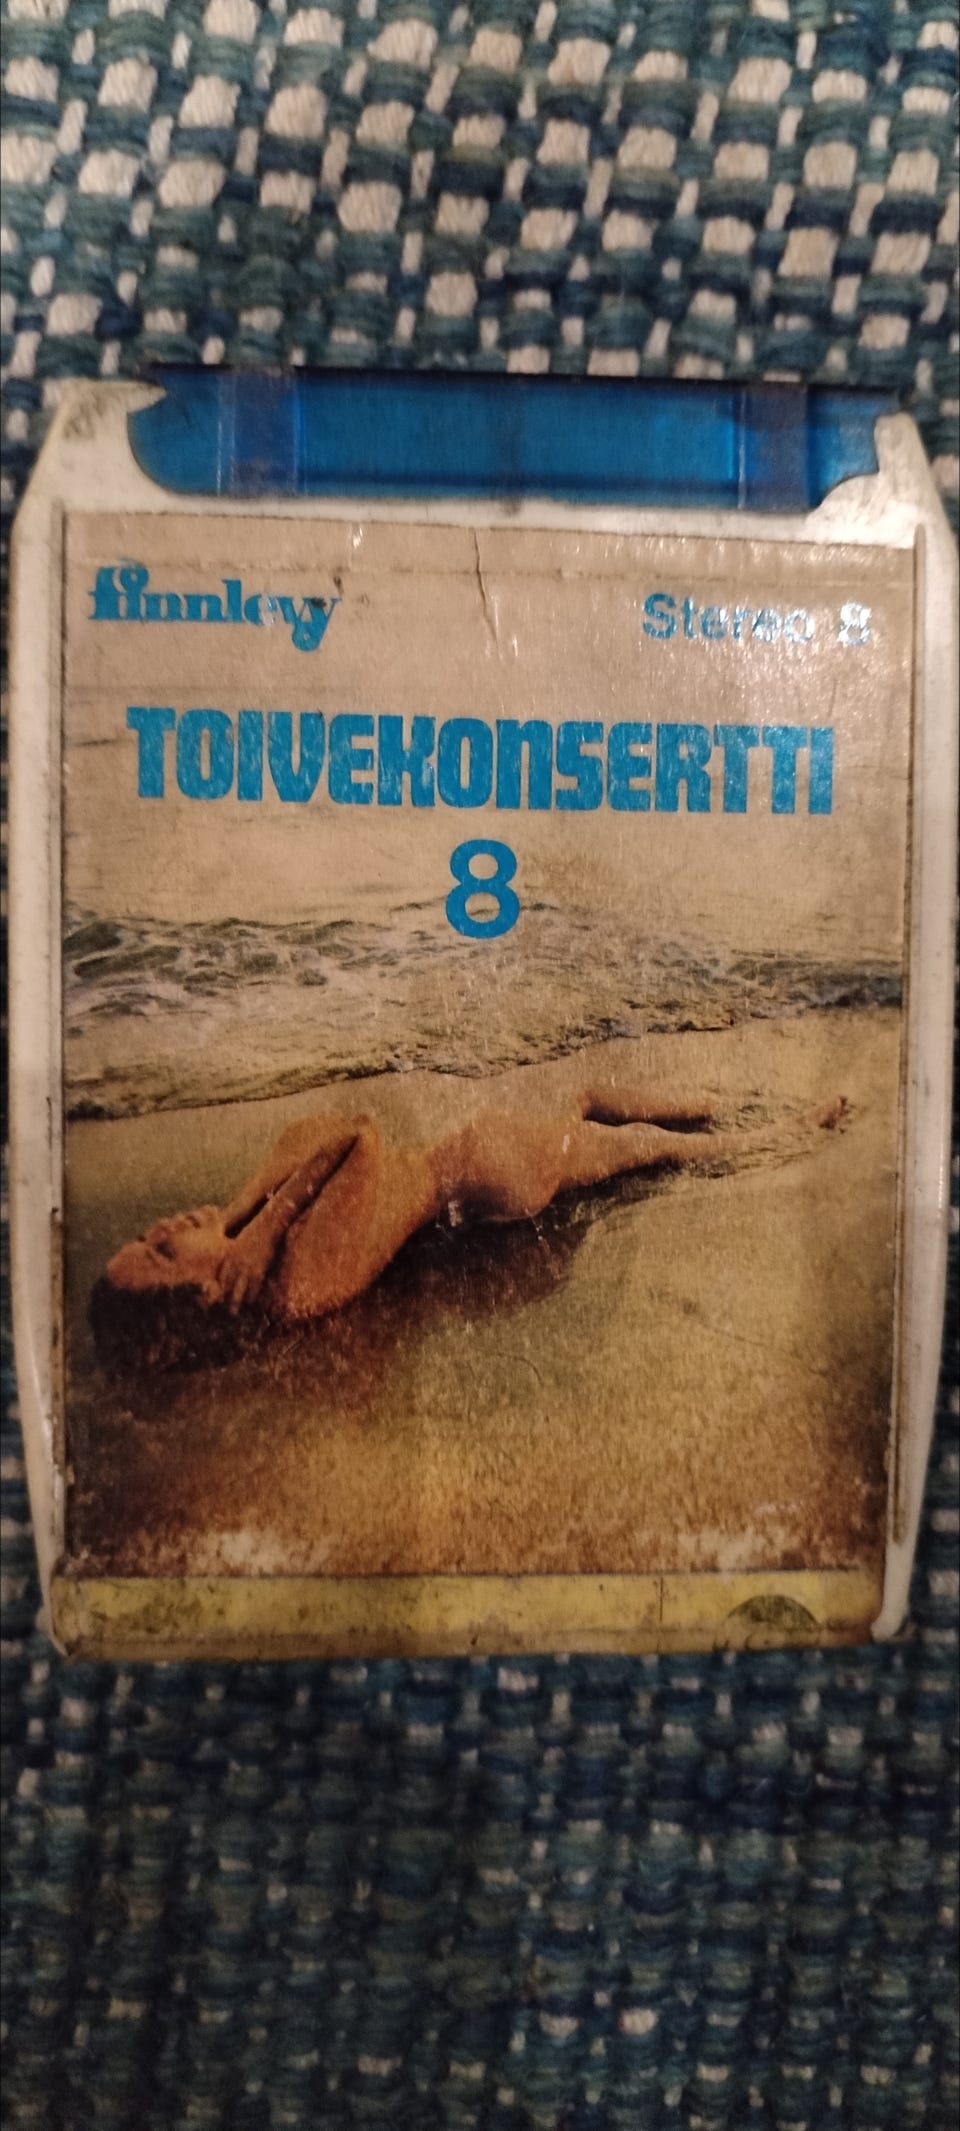 finnlevy
Stereo 8
TOIVEKONSERTTI
8